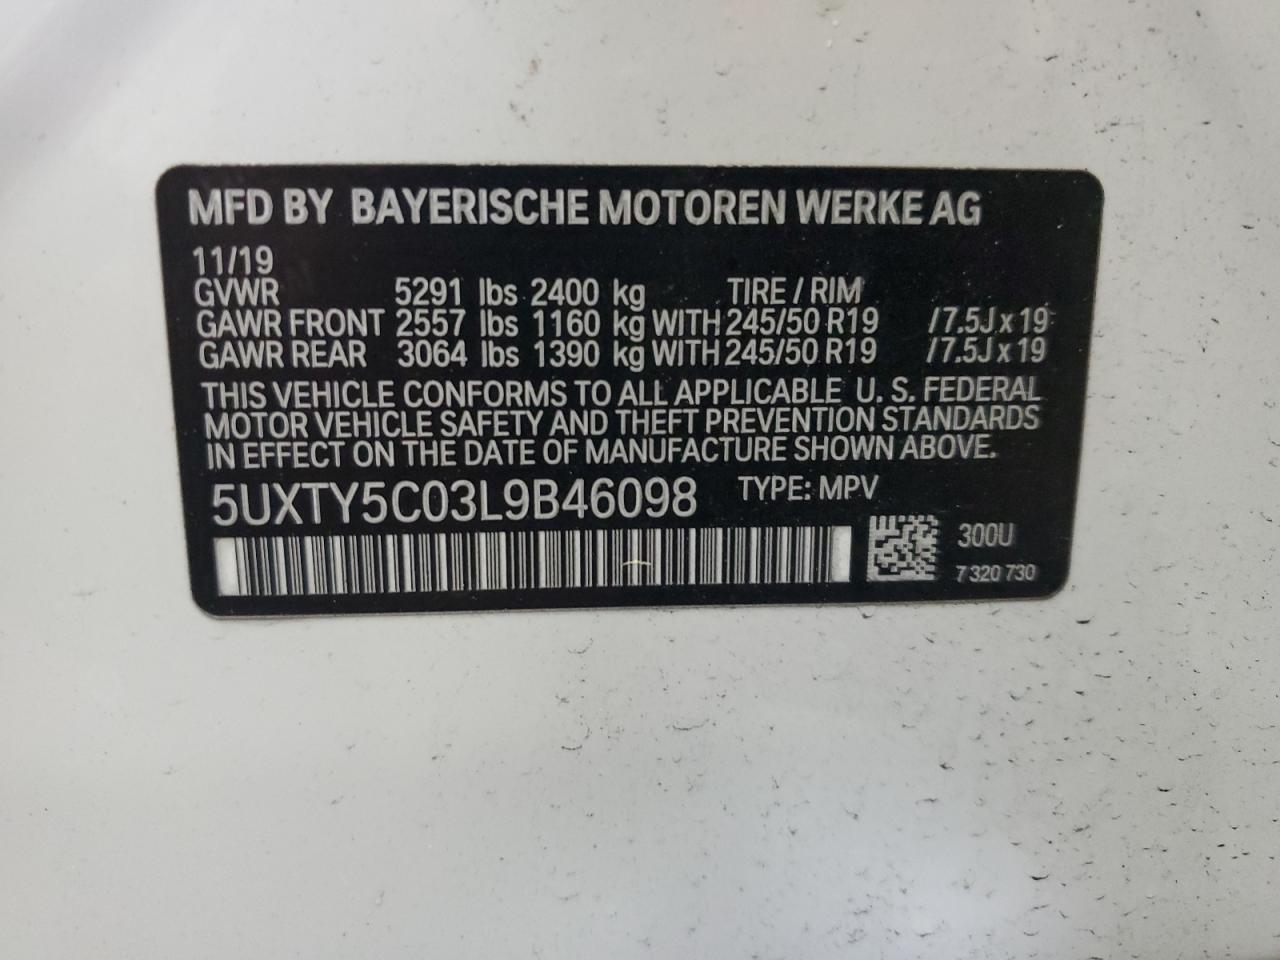 MFD BY BAYERISCHE MOTOREN WERKE AG
11/19
GVWR 5291 lbs 2400 kg TIRE / RIM
GAWR FRONT 2557 lbs 1160 kg WITH 245/50 R19 /7.5J x 19
GAWR REAR 3064 lbs 1390 kg WITH 245/50 R19 /7.5J x 19
THIS VEHICLE CONFORMS TO ALL APPLICABLE U. S. FEDERAL
MOTOR VEHICLE SAFETY AND THEFT PREVENTION STANDARDS
IN EFFECT ON THE DATE OF MANUFACTURE SHOWN ABOVE.
5UXTY5C03L9B46098 TYPE: MPV
300U
7 320 730